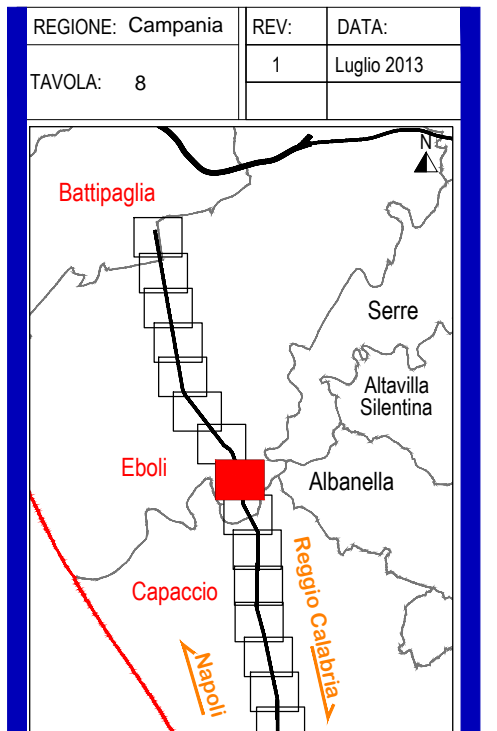 REGIONE: Campania
REV:
DATA:
1
Luglio 2013
TAVOLA: 8
N
Battipaglia
Serre
Altavilla
Silentina
Eboli
Albanella
Capaccio
Reggio Calabria
Napoli